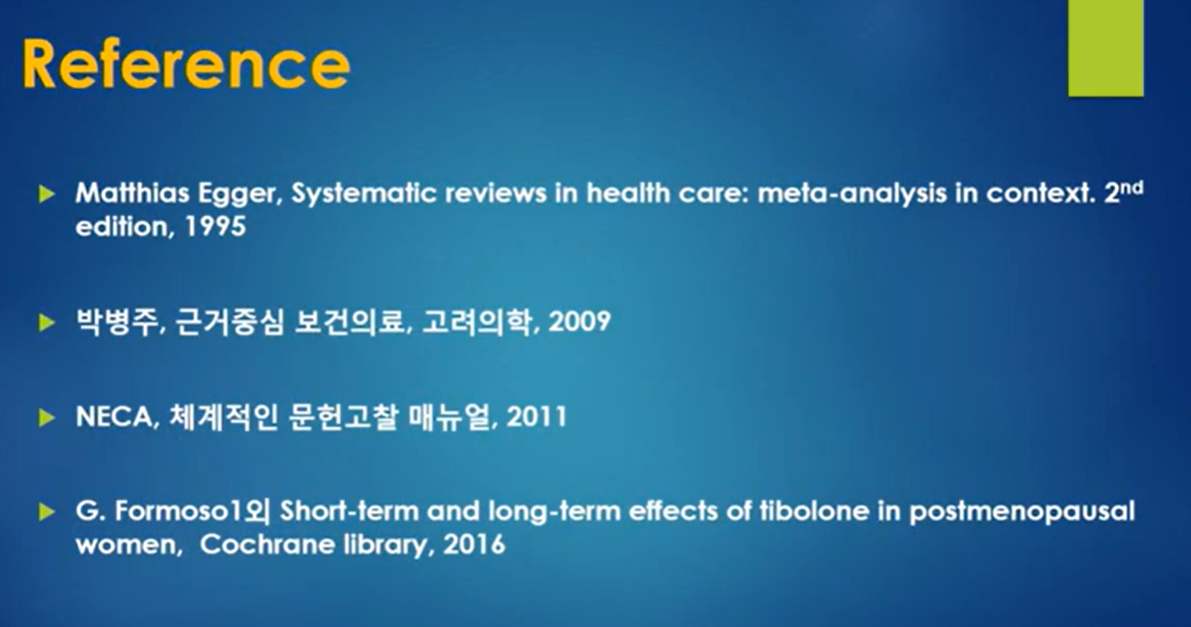 Reference
Matthias Egger, Systematic reviews in health care: meta-analysis in context. 2nd
edition, 1995
박병주, 근거중심 보건의료, 고려의학, 2009
NECA, 체계적인 문헌고찰 매뉴얼, 2011
G. Formoso1외 Short-term and long-term effects of tibolone in postmenopausal
women, Cochrane library, 2016